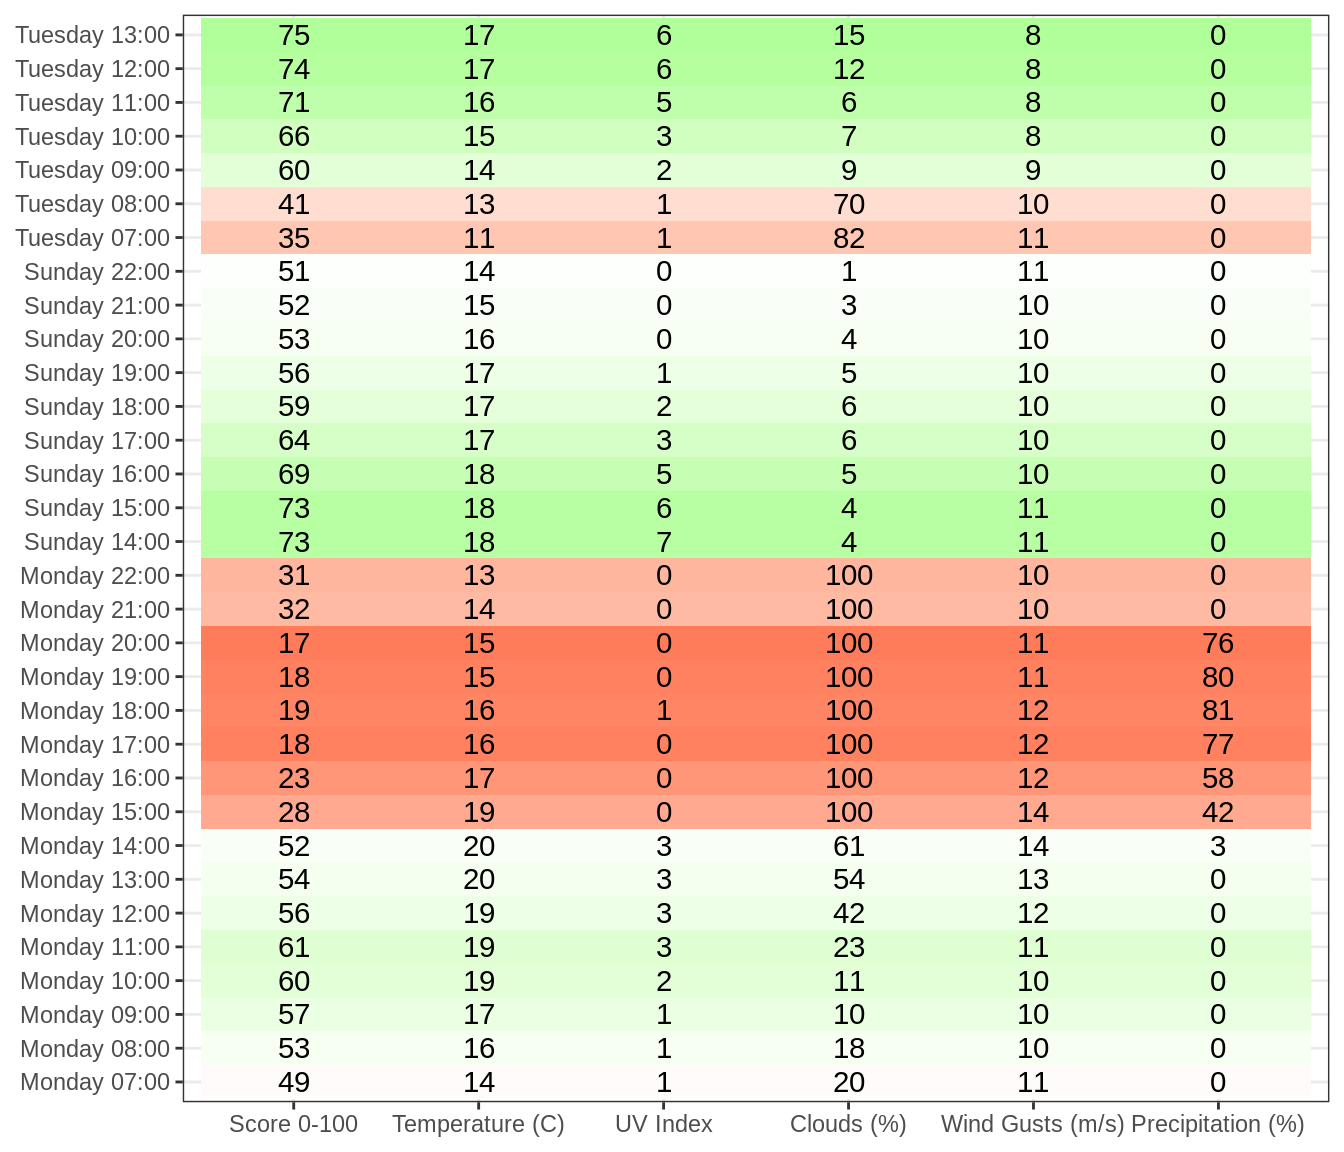 Tuesday 13:00 75 17 6 15 8 0
Tuesday 12:00 74 17 6 12 8 0
Tuesday 11:00 71 16 5 6 8 0
Tuesday 10:00 66 15 3 7 8 0
Tuesday 09:00 60 14 2 9 9 0
Tuesday 08:00 41 13 1 70 10 0
Tuesday 07:00 35 11 1 82 11 0
Sunday 22:00 51 14 0 1 11 0
Sunday 21:00 52 15 0 3 10 0
Sunday 20:00 53 16 0 4 10 0
Sunday 19:00 56 17 1 5 10 0
Sunday 18:00 59 17 2 6 10 0
Sunday 17:00 64 17 3 6 10 0
Sunday 16:00 69 18 5 5 10 0
Sunday 15:00 73 18 6 4 11 0
Sunday 14:00 73 18 7 4 11 0
Monday 22:00 31 13 0 100 10 0
Monday 21:00 32 14 0 100 10 0
Monday 20:00 17 15 0 100 11 76
Monday 19:00 18 15 0 100 11 80
Monday 18:00 19 16 1 100 12 81
Monday 17:00 18 16 0 100 12 77
Monday 16:00 23 17 0 100 12 58
Monday 15:00 28 19 0 100 14 42
Monday 14:00 52 20 3 61 14 3
Monday 13:00 54 20 3 54 13 0
Monday 12:00 56 19 3 42 12 0
Monday 11:00 61 19 3 23 11 0
Monday 10:00 60 19 2 11 10 0
Monday 09:00 57 17 1 10 10 0
Monday 08:00 53 16 1 18 10 0
Monday 07:00 49 14 1 20 11 0
Score 0-100 Temperature (C) UV Index Clouds (%) Wind Gusts (m/s) Precipitation (%)